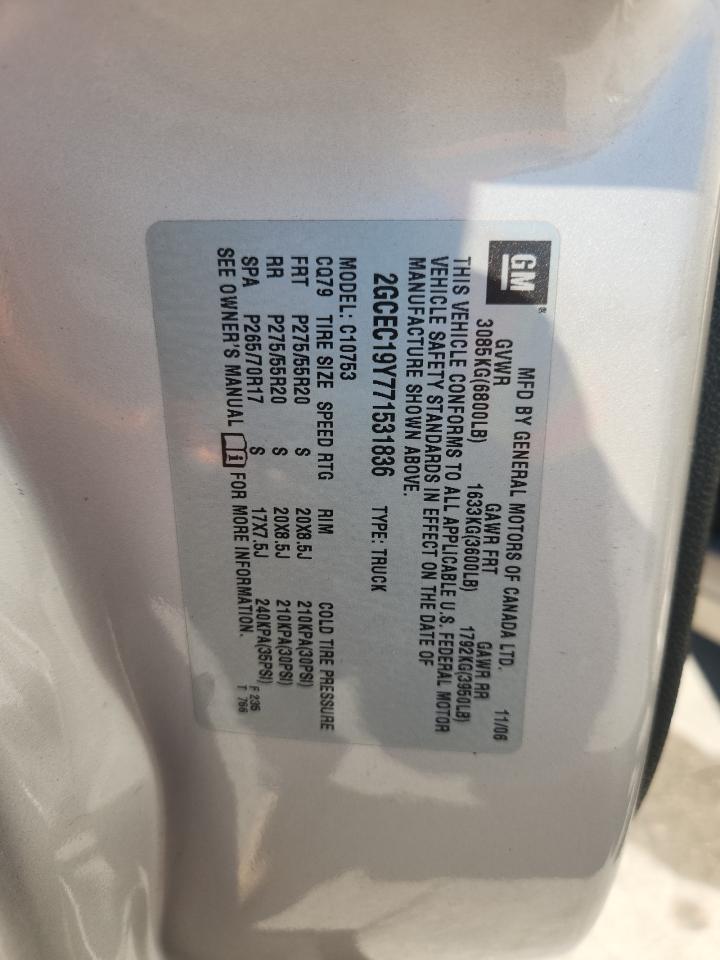 GM®
MFD BY GENERAL MOTORS OF CANADA LTD. 11/06
GVWR GAWR FRT GAWR RR
3085KG(6800LB) 1633KG(3600LB) 1792KG(3950LB)
THIS VEHICLE CONFORMS TO ALL APPLICABLE U.S. FEDERAL MOTOR
VEHICLE SAFETY STANDARDS IN EFFECT ON THE DATE OF
MANUFACTURE SHOWN ABOVE.
2GCEC19Y771531836 TYPE: TRUCK
MODEL: C10753
CQ79 TIRE SIZE SPEED RTG RIM COLD TIRE PRESSURE
FRT P275/55R20 S 20X8.5J 210KPA(30PSI)
RR P275/55R20 S 20X8.5J 210KPA(30PSI)
SPA P265/70R17 S 17X7.5J 240KPA(35PSI)
SEE OWNER'S MANUAL i FOR MORE INFORMATION.
F 235
T 766